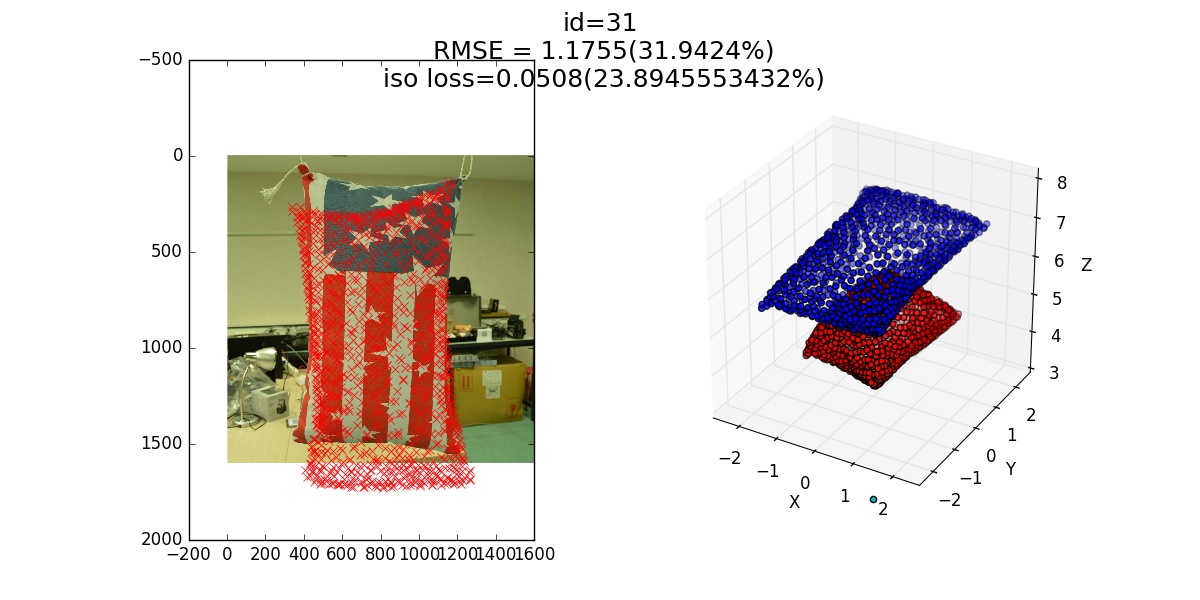 id=31
RMSE = 1.1755(31.9424%)
iso loss=0.0508(23.8945553432%)
−500
0
500
1000
1500
2000
−200 0 200 400 600 800 1000 1200 1400 1600
8
7
6
5
4
3
Z
−2 −1 0 1 2
X
2
1
0
−1
−2
Y